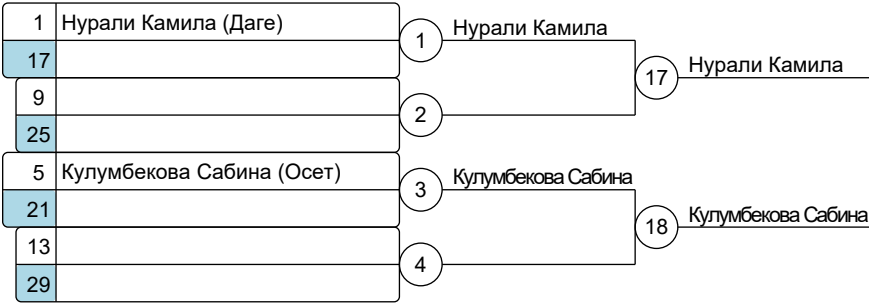 1 Нурали Камила (Даге)
17
1 Нурали Камила
9
25
2
17 Нурали Камила
5 Кулумбекова Сабина (Осет)
21
3 Кулумбекова Сабина
13
29
4
18 Кулумбекова Сабина